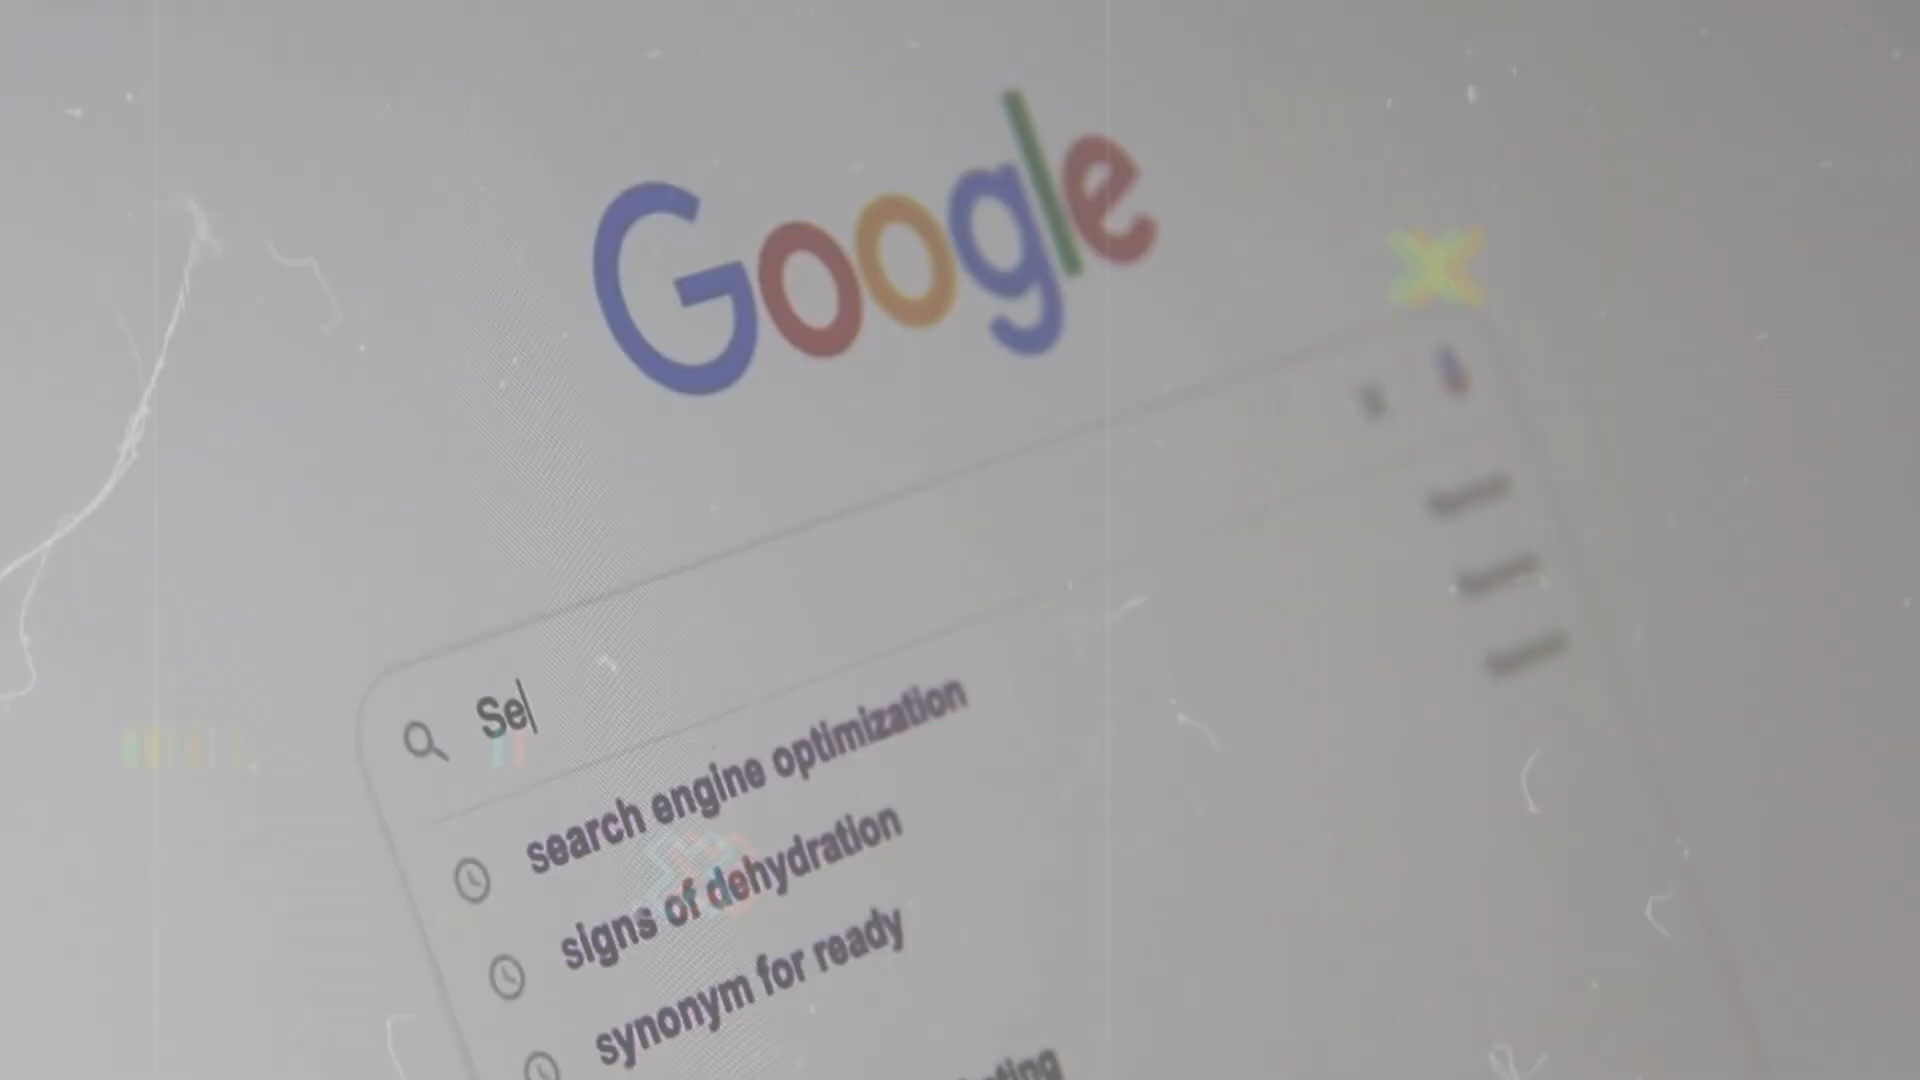 Google
Se
search engine optimization
signs of dehydration
synonym for ready